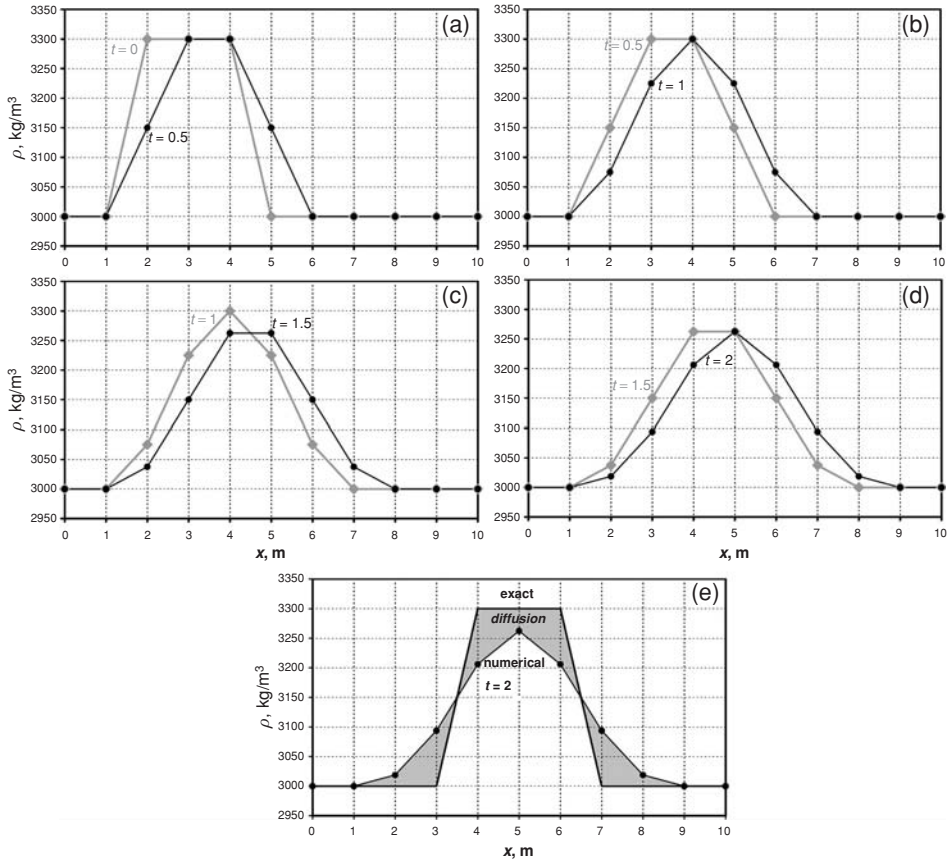 (a)
3350
3300
3250
3200
3150
3100
3050
3000
2950
ρ, kg/m³
t = 0
t = 0.5
0 1 2 3 4 5 6 7 8 9 10
(b)
3350
3300
3250
3200
3150
3100
3050
3000
2950
t = 0.5
t = 1
0 1 2 3 4 5 6 7 8 9 10
(c)
3350
3300
3250
3200
3150
3100
3050
3000
2950
ρ, kg/m³
t = 1
t = 1.5
0 1 2 3 4 5 6 7 8 9 10
x, m
(d)
3350
3300
3250
3200
3150
3100
3050
3000
2950
t = 1.5
t = 2
0 1 2 3 4 5 6 7 8 9 10
x, m
(e)
3350
3300
3250
3200
3150
3100
3050
3000
2950
ρ, kg/m³
exact
diffusion
numerical
t = 2
0 1 2 3 4 5 6 7 8 9 10
x, m